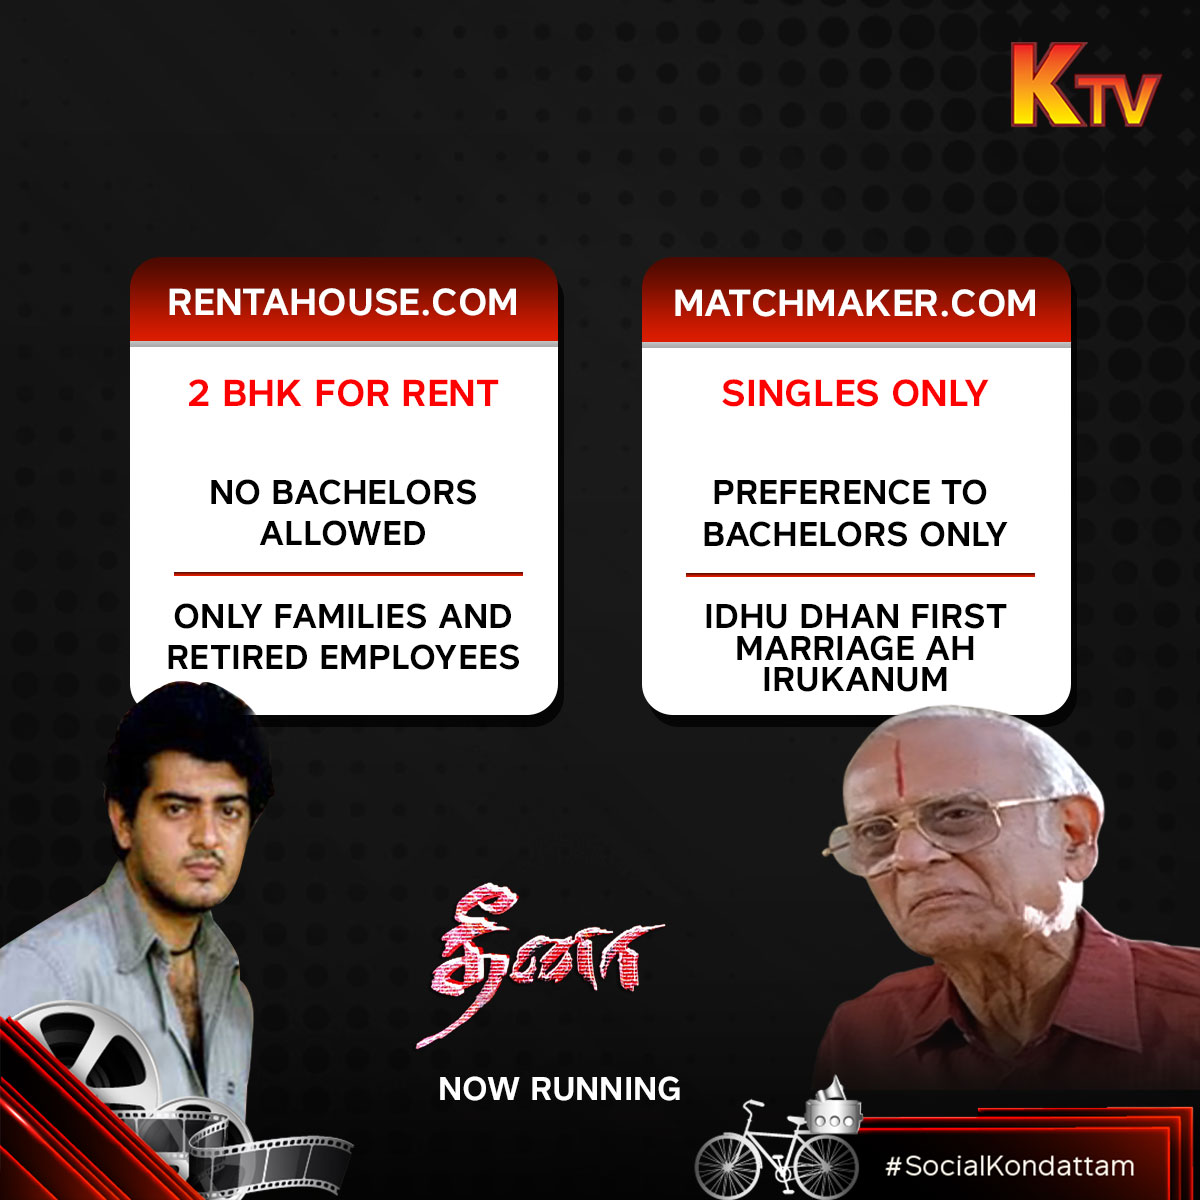 KTV
RENTAHOUSE.COM
2 BHK FOR RENT
NO BACHELORS
ALLOWED
ONLY FAMILIES AND
RETIRED EMPLOYEES
MATCHMAKER.COM
SINGLES ONLY
PREFERENCE TO
BACHELORS ONLY
IDHU DHAN FIRST
MARRIAGE AH
IRUKANUM
தீனா
NOW RUNNING
#SocialKondattam